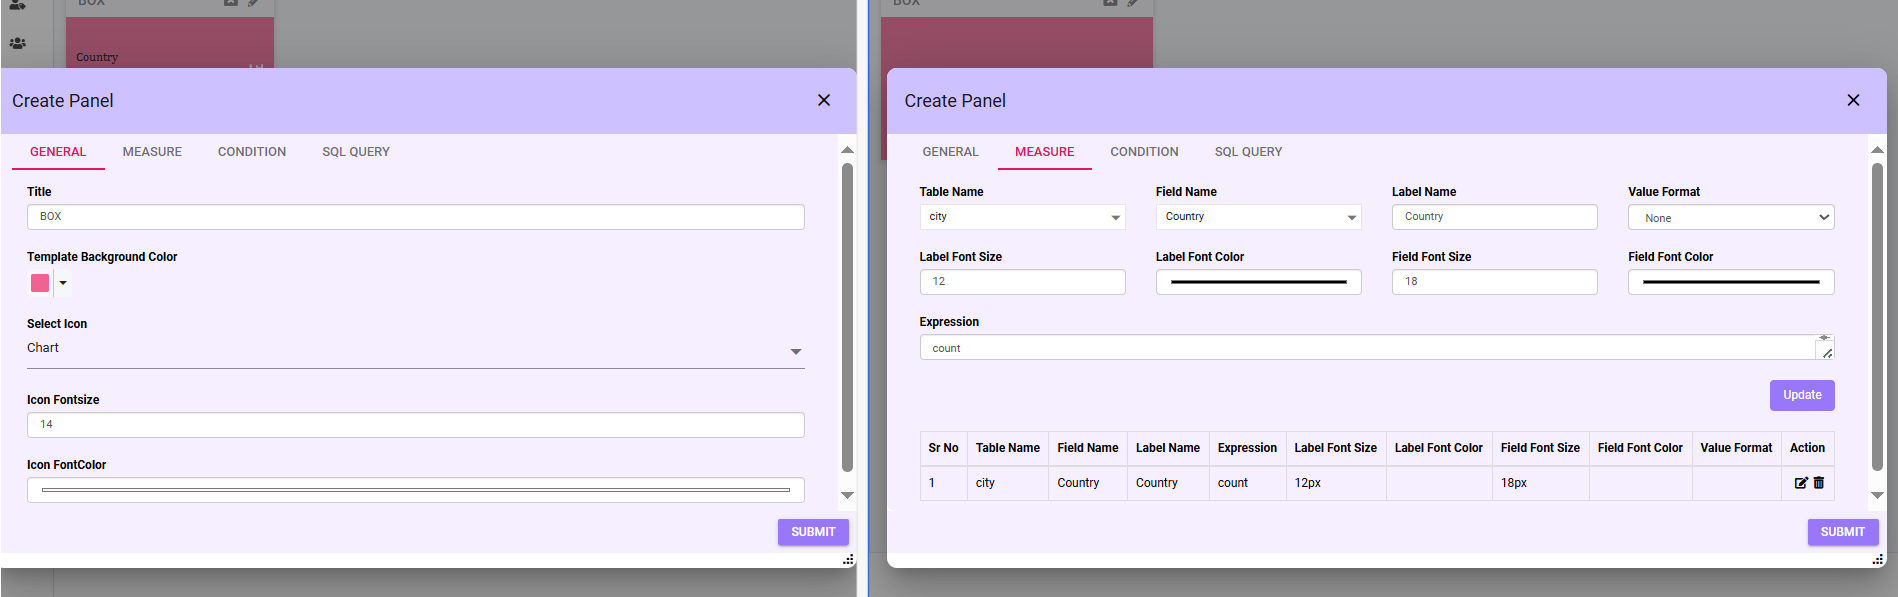 BOX
Country
Create Panel
GENERAL MEASURE CONDITION SQL QUERY
Title
BOX
Template Background Color
Select Icon
Chart
Icon Fontsize
14
Icon FontColor
SUBMIT
BOX
Create Panel
GENERAL MEASURE CONDITION SQL QUERY
Table Name Field Name Label Name Value Format
city Country Country None
Label Font Size Label Font Color Field Font Size Field Font Color
12 18
Expression
count
Update
Sr No Table Name Field Name Label Name Expression Label Font Size Label Font Color Field Font Size Field Font Color Value Format Action
1 city Country Country count 12px 18px
SUBMIT